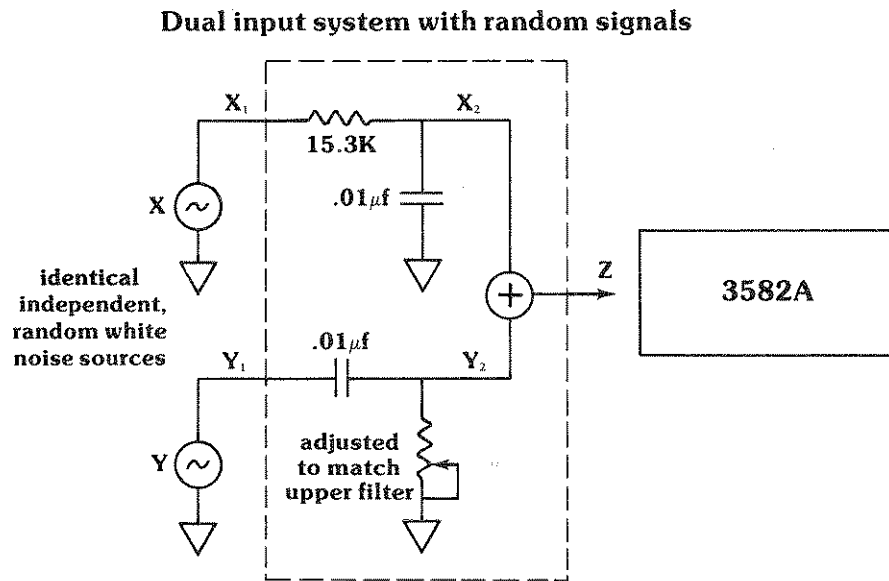 Dual input system with random signals
X₁
X₂
15.3K
.01μf
X
identical
independent,
random white
noise sources
Z
3582A
.01μf
Y₁
Y₂
Y
adjusted
to match
upper filter